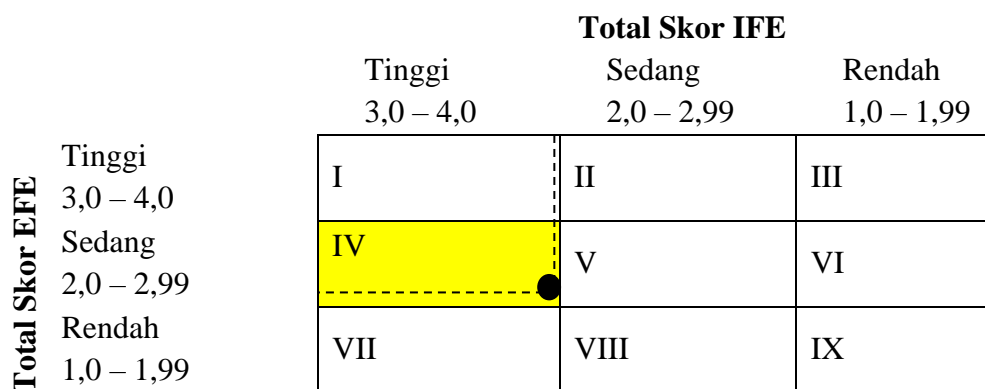 Total Skor IFE
Tinggi Sedang Rendah
3,0 – 4,0 2,0 – 2,99 1,0 – 1,99
Total Skor EFE
Tinggi
3,0 – 4,0
I II III
Sedang
2,0 – 2,99
IV V VI
Rendah
1,0 – 1,99
VII VIII IX